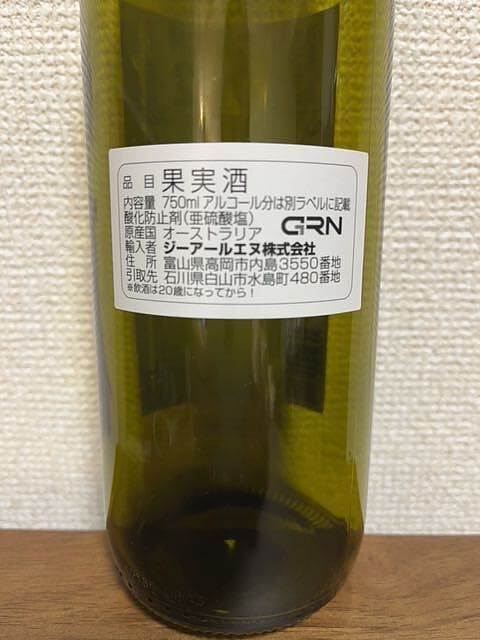 品 目 果実酒
内容量 750ml アルコール分は別ラベルに記載
酸化防止剤(亜硫酸塩)
GRN
原産国 オーストラリア
輸入者 ジーアールエヌ株式会社
住 所 富山県高岡市内島3550番地
引取先 石川県白山市水島町480番地
※飲酒は20歳になってから!